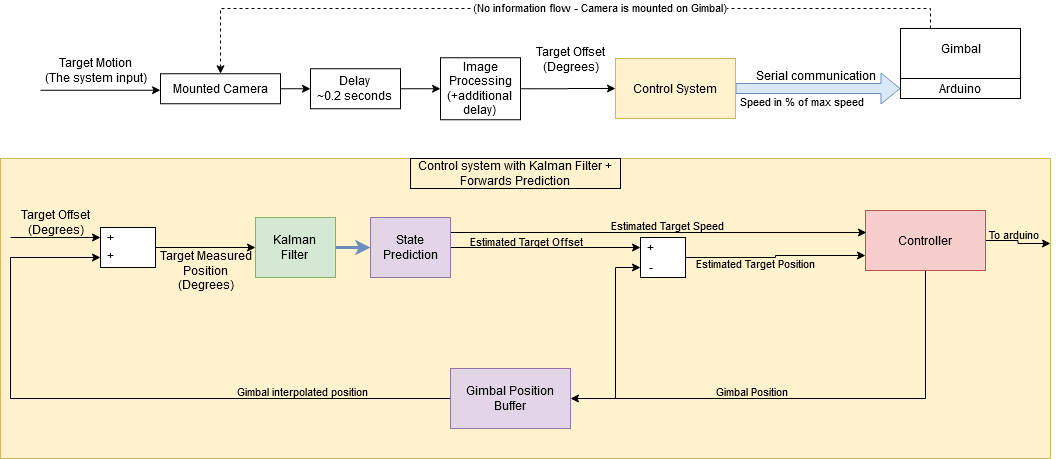 (No information flow - Camera is mounted on Gimbal)
Target Motion
(The system input)
Mounted Camera
Delay
~0.2 seconds
Image
Processing
(+additional
delay)
Target Offset
(Degrees)
Control System
Serial communication
Speed in % of max speed
Gimbal
Arduino
Control system with Kalman Filter +
Forwards Prediction
Target Offset
(Degrees)
+
+
Target Measured
Position
(Degrees)
Kalman
Filter
State
Prediction
Estimated Target Speed
Estimated Target Offset
+
-
Estimated Target Position
Controller
To arduino
Gimbal interpolated position
Gimbal Position
Buffer
Gimbal Position